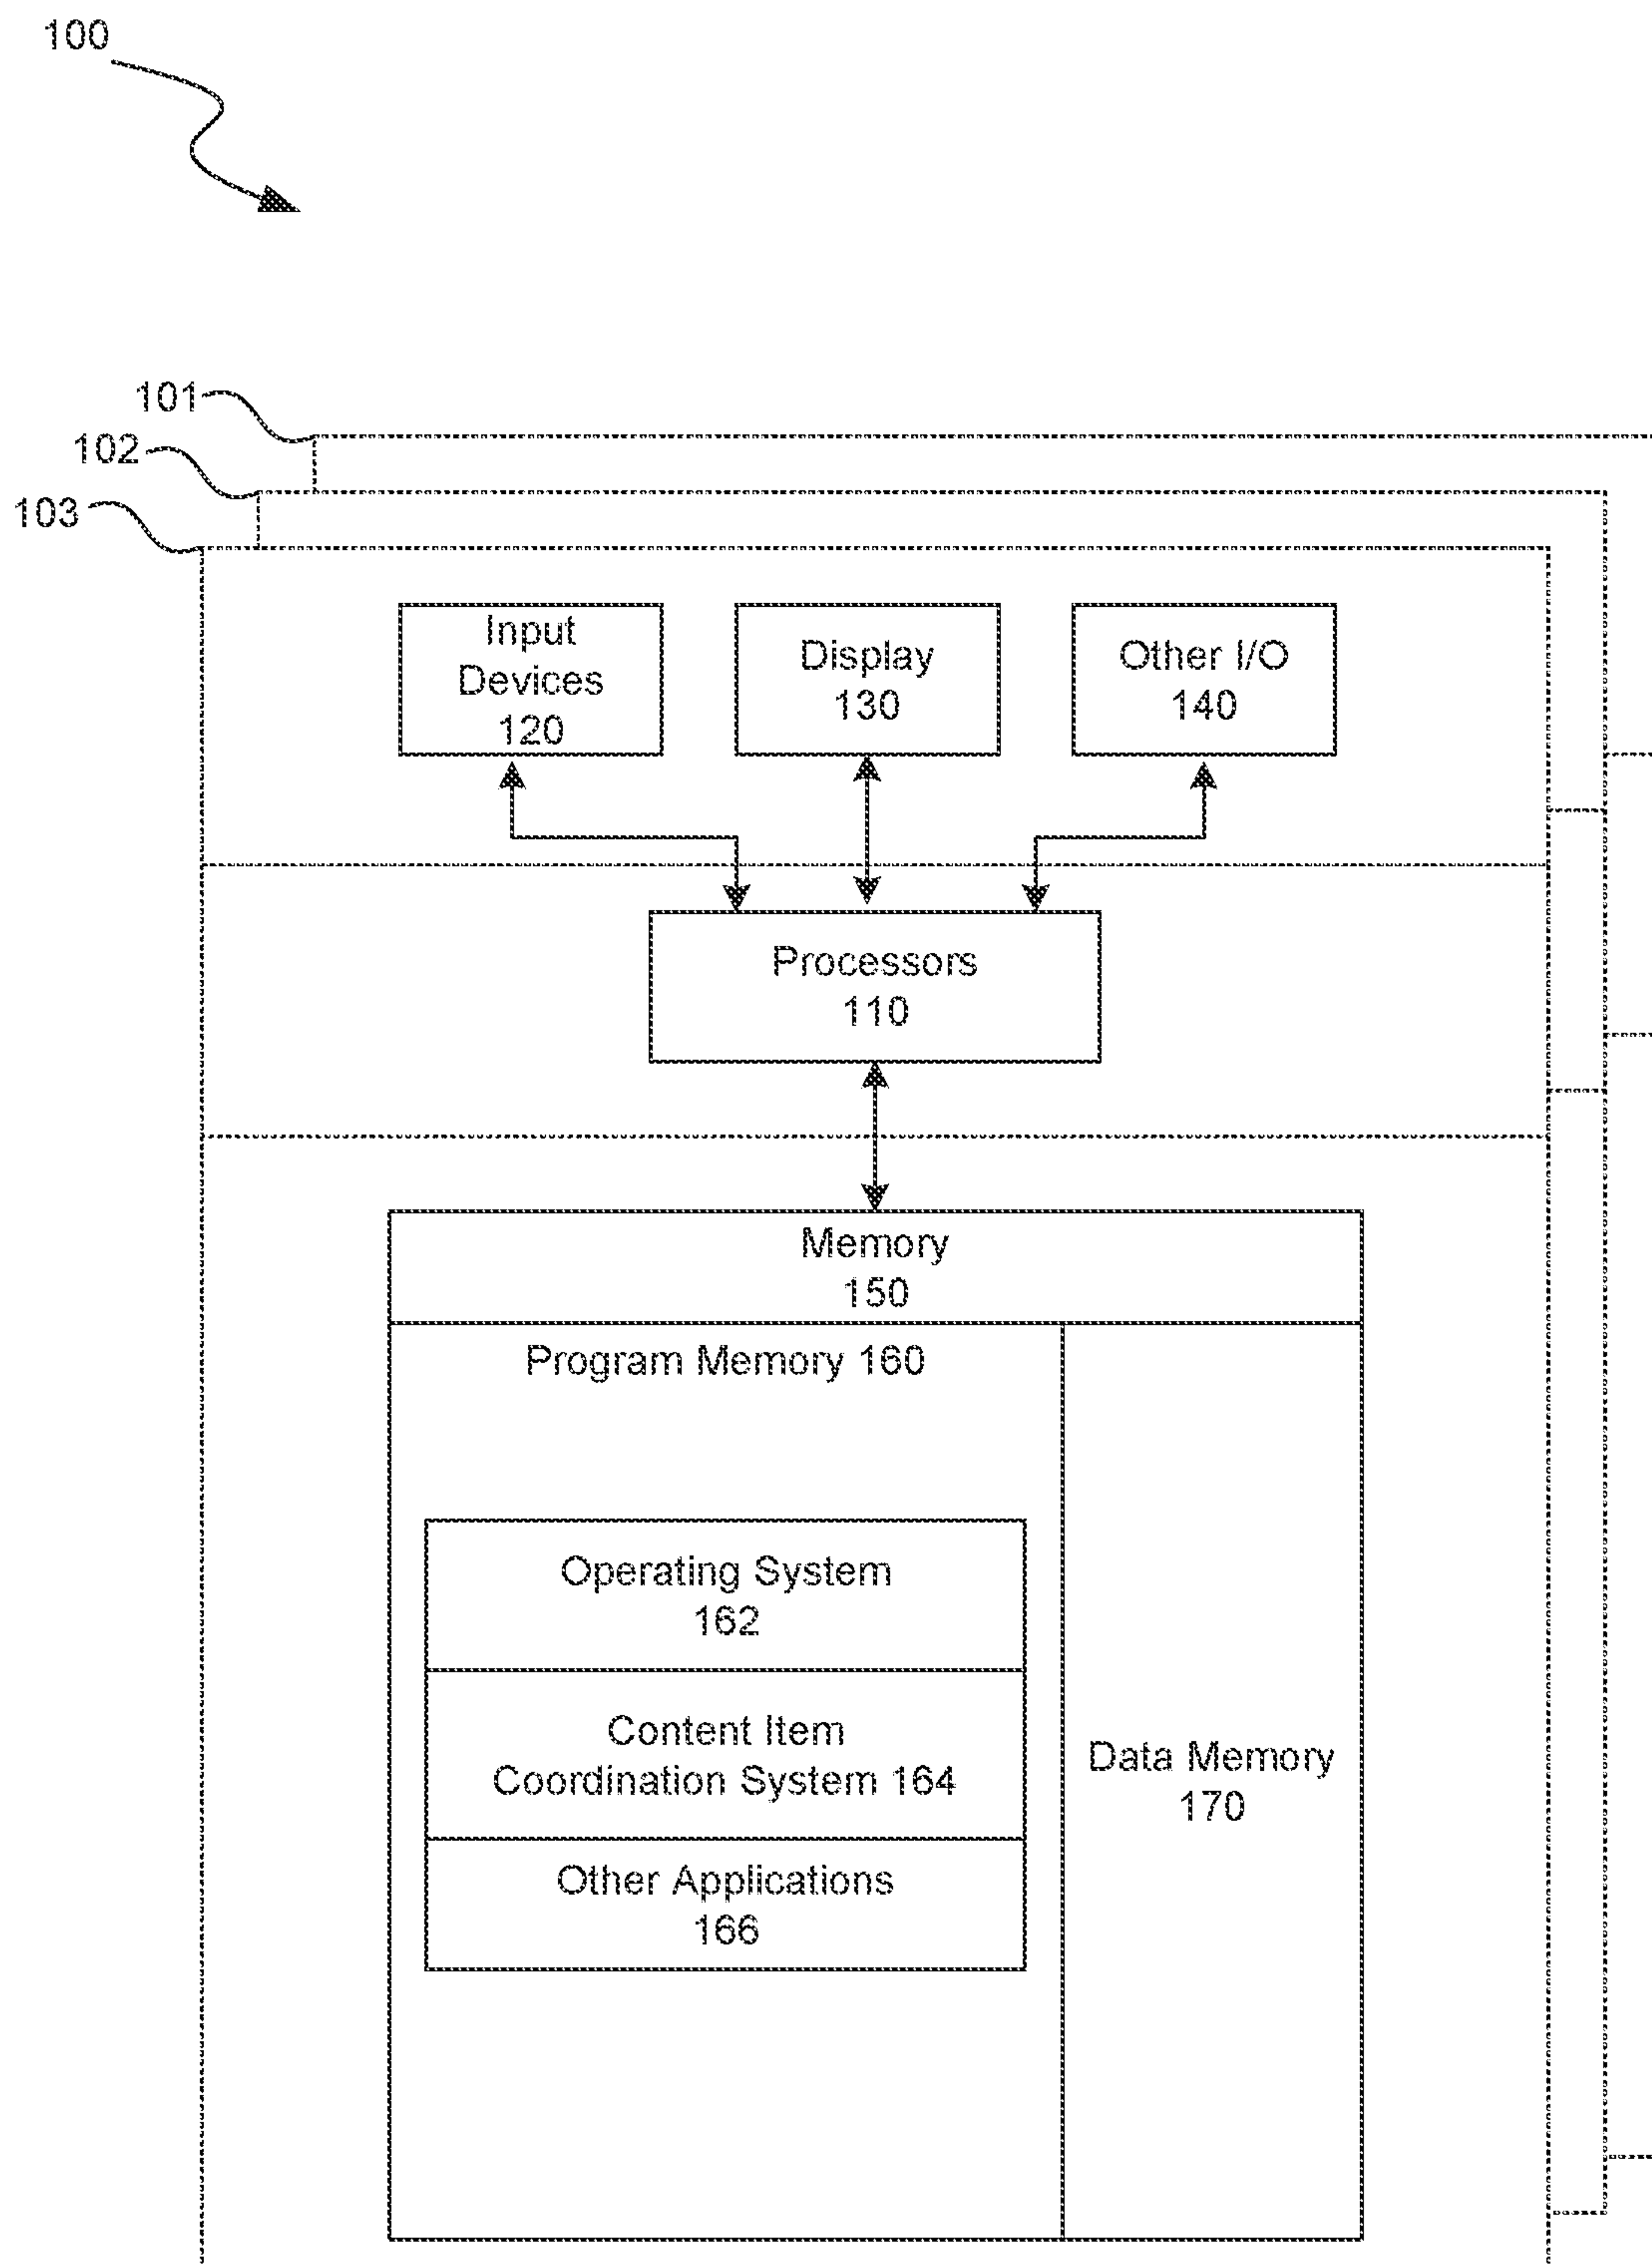 100
101
102
103
Input
Devices
120
Display
130
Other I/O
140
Processors
110
Memory
150
Program Memory 160
Operating System
162
Content Item
Coordination System 164
Other Applications
166
Data Memory
170